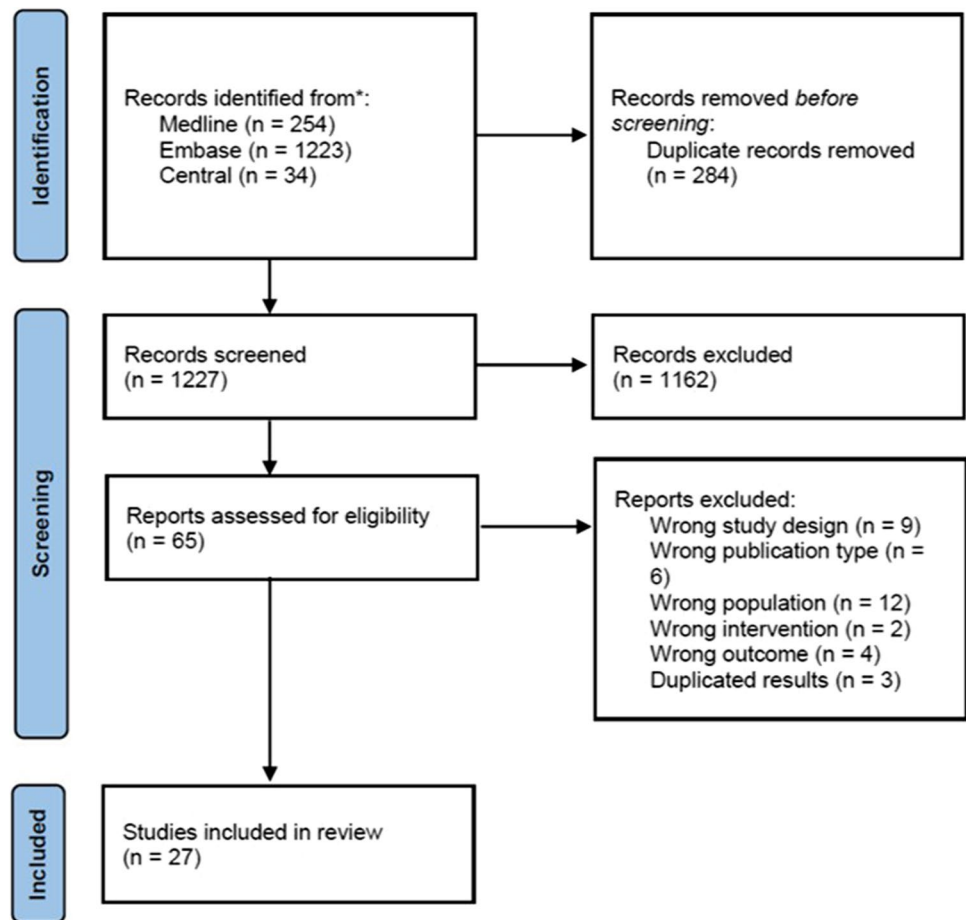 Identification
Records identified from*:
Medline (n = 254)
Embase (n = 1223)
Central (n = 34)
Records removed before
screening:
Duplicate records removed
(n = 284)
Screening
Records screened
(n = 1227)
Records excluded
(n = 1162)
Reports assessed for eligibility
(n = 65)
Reports excluded:
Wrong study design (n = 9)
Wrong publication type (n =
6)
Wrong population (n = 12)
Wrong intervention (n = 2)
Wrong outcome (n = 4)
Duplicated results (n = 3)
Included
Studies included in review
(n = 27)